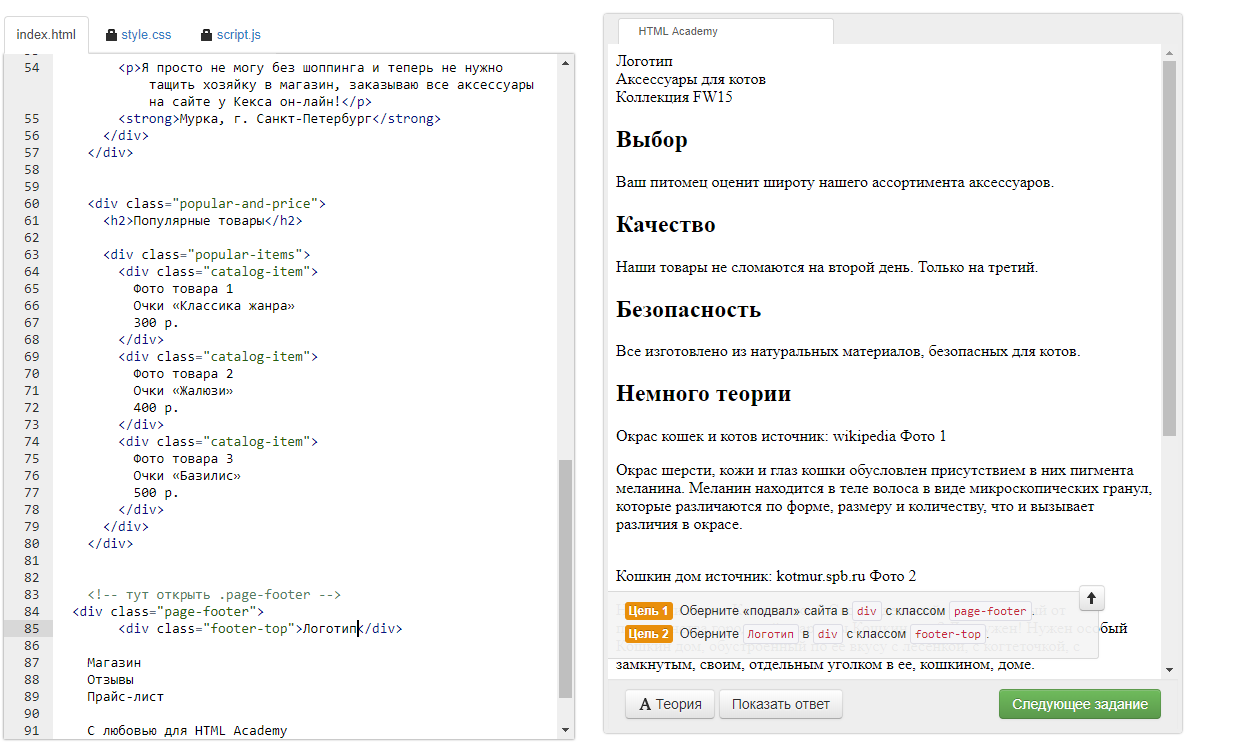 index.html
style.css
script.js
54 <p>Я просто не могу без шоппинга и теперь не нужно
тащить хозяйку в магазин, заказываю все аксессуары
на сайте у Кекса он-лайн!</p>
55 <strong>Мурка, г. Санкт-Петербург</strong>
56 </div>
57 </div>
58
59
60 <div class="popular-and-price">
61 <h2>Популярные товары</h2>
62
63 <div class="popular-items">
64 <div class="catalog-item">
65 Фото товара 1
66 Очки «Классика жанра»
67 300 р.
68 </div>
69 <div class="catalog-item">
70 Фото товара 2
71 Очки «Жалюзи»
72 400 р.
73 </div>
74 <div class="catalog-item">
75 Фото товара 3
76 Очки «Базилис»
77 500 р.
78 </div>
79 </div>
80 </div>
81
82
83 <!-- тут открыть .page-footer -->
84 <div class="page-footer">
85 <div class="footer-top">Логотип</div>
86
87 Магазин
88 Отзывы
89 Прайс-лист
90
91 С любовью для HTML Academy
HTML Academy
Логотип
Аксессуары для котов
Коллекция FW15
Выбор
Ваш питомец оценит широту нашего ассортимента аксессуаров.
Качество
Наши товары не сломаются на второй день. Только на третий.
Безопасность
Все изготовлено из натуральных материалов, безопасных для котов.
Немного теории
Окрас кошек и котов источник: wikipedia Фото 1
Окрас шерсти, кожи и глаз кошки обусловлен присутствием в них пигмента
меланина. Меланин находится в теле волоса в виде микроскопических гранул,
которые различаются по форме, размеру и количеству, что и вызывает
различия в окрасе.
Кошкин дом источник: kotmur.spb.ru Фото 2
Цель 1 Оберните «подвал» сайта в div с классом page-footer.
Цель 2 Оберните Логотип в div с классом footer-top.
ый от
жен! Нужен особый
Кошкин дом, обустроенный по её вкусу с лесенкой, с когтеточкой, с
замкнутым, своим, отдельным уголком в ее, кошкином, доме.
A Теория
Показать ответ
Следующее задание